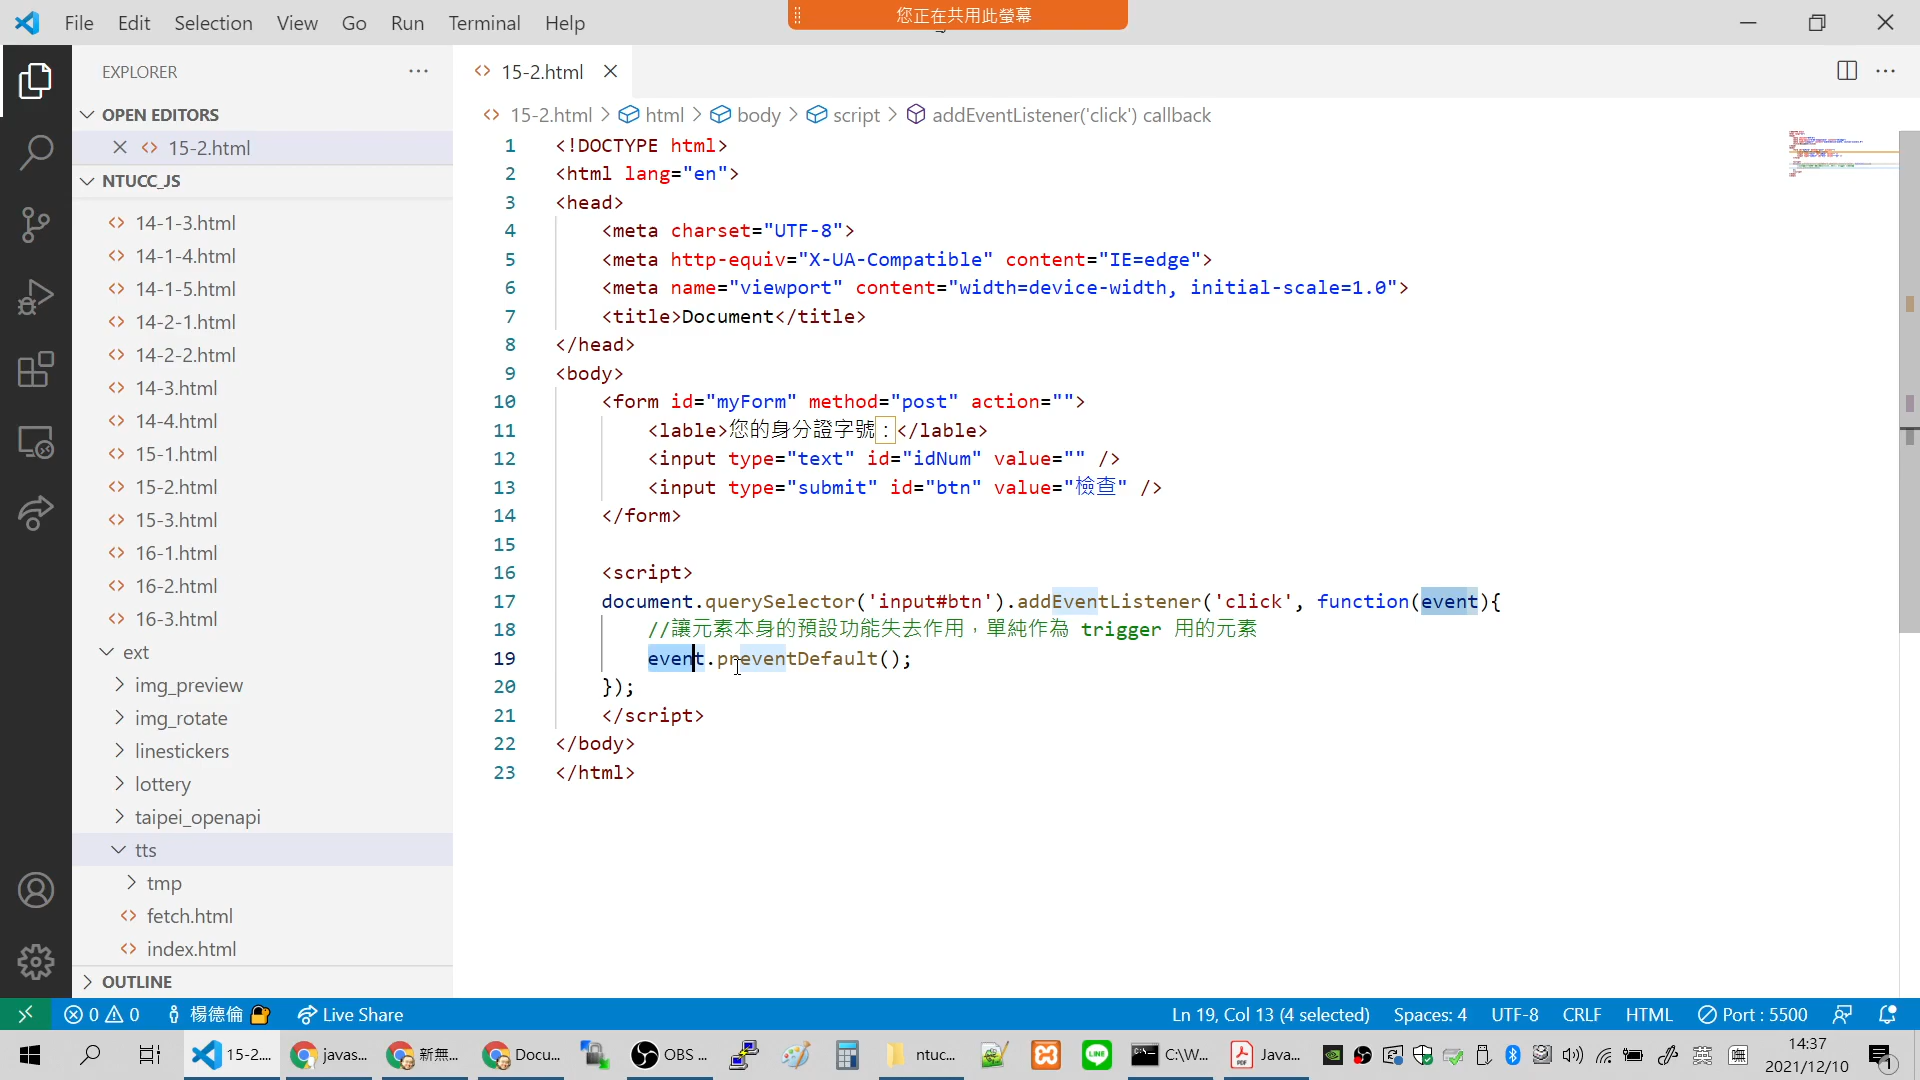 File Edit Selection View Go Run Terminal Help
您正在共用此螢幕
EXPLORER
OPEN EDITORS
15-2.html
NTUCC_JS
14-1-3.html
14-1-4.html
14-1-5.html
14-2-1.html
14-2-2.html
14-3.html
14-4.html
15-1.html
15-2.html
15-3.html
16-1.html
16-2.html
16-3.html
ext
img_preview
img_rotate
linestickers
lottery
taipei_openapi
tts
tmp
fetch.html
index.html
OUTLINE
15-2.html
15-2.html > html > body > script > addEventListener('click') callback
1 <!DOCTYPE html>
2 <html lang="en">
3 <head>
4 <meta charset="UTF-8">
5 <meta http-equiv="X-UA-Compatible" content="IE=edge">
6 <meta name="viewport" content="width=device-width, initial-scale=1.0">
7 <title>Document</title>
8 </head>
9 <body>
10 <form id="myForm" method="post" action="">
11 <lable>您的身分證字號：</lable>
12 <input type="text" id="idNum" value="" />
13 <input type="submit" id="btn" value="檢查" />
14 </form>
15
16 <script>
17 document.querySelector('input#btn').addEventListener('click', function(event){
18 //讓元素本身的預設功能失去作用，單純作為 trigger 用的元素
19 event.preventDefault();
20 });
21 </script>
22 </body>
23 </html>
0 0 楊德倫 Live Share Ln 19, Col 13 (4 selected) Spaces: 4 UTF-8 CRLF HTML Port : 5500
15-2.... javas... 新無... Docu... OBS ... ntuc... C:\W... Java... 英 14:37
2021/12/10 1